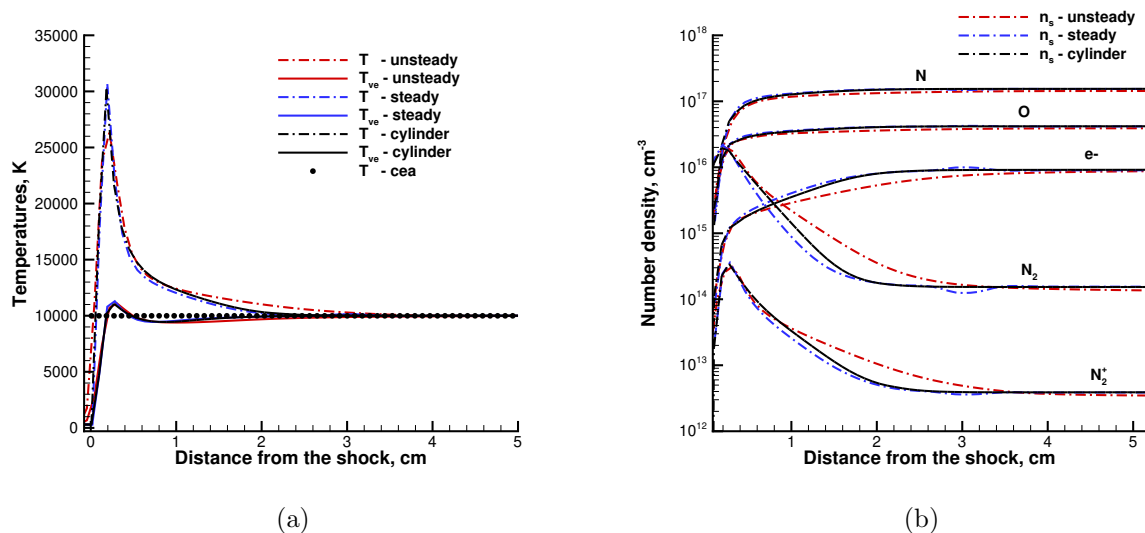 35000
30000
25000
20000
15000
10000
5000
0
0 1 2 3 4 5
Temperatures, K
Distance from the shock, cm
T - unsteady
T_ve - unsteady
T - steady
T_ve - steady
T - cylinder
T_ve - cylinder
T - cea
(a)
n_s - unsteady
n_s - steady
n_s - cylinder
10^18
10^17
10^16
10^15
10^14
10^13
10^12
1 2 3 4 5
Number density, cm^-3
Distance from the shock, cm
N
O
e-
N_2
N_2^+
(b)